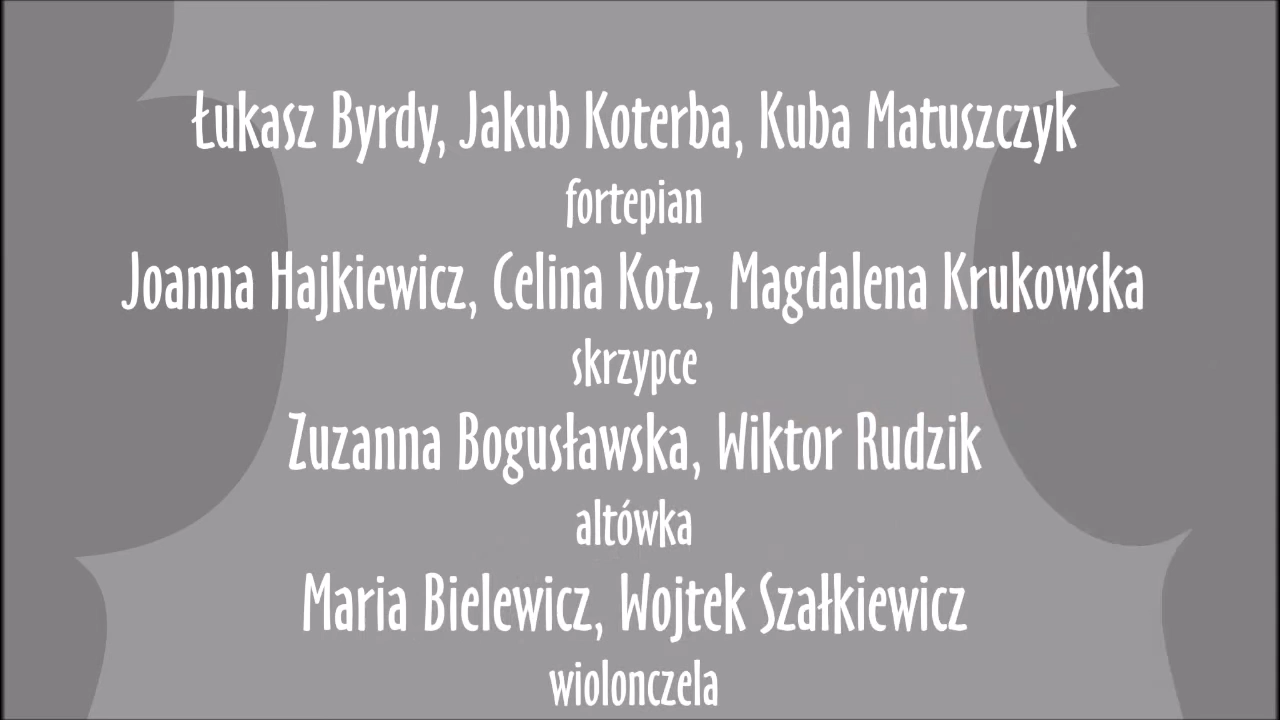 Łukasz Byrdy, Jakub Koterba, Kuba Matuszczyk
fortepian
Joanna Hajkiewicz, Celina Kotz, Magdalena Krukowska
skrzypce
Zuzanna Bogusławska, Wiktor Rudzik
altówka
Maria Bielewicz, Wojtek Szałkiewicz
wiolonczela